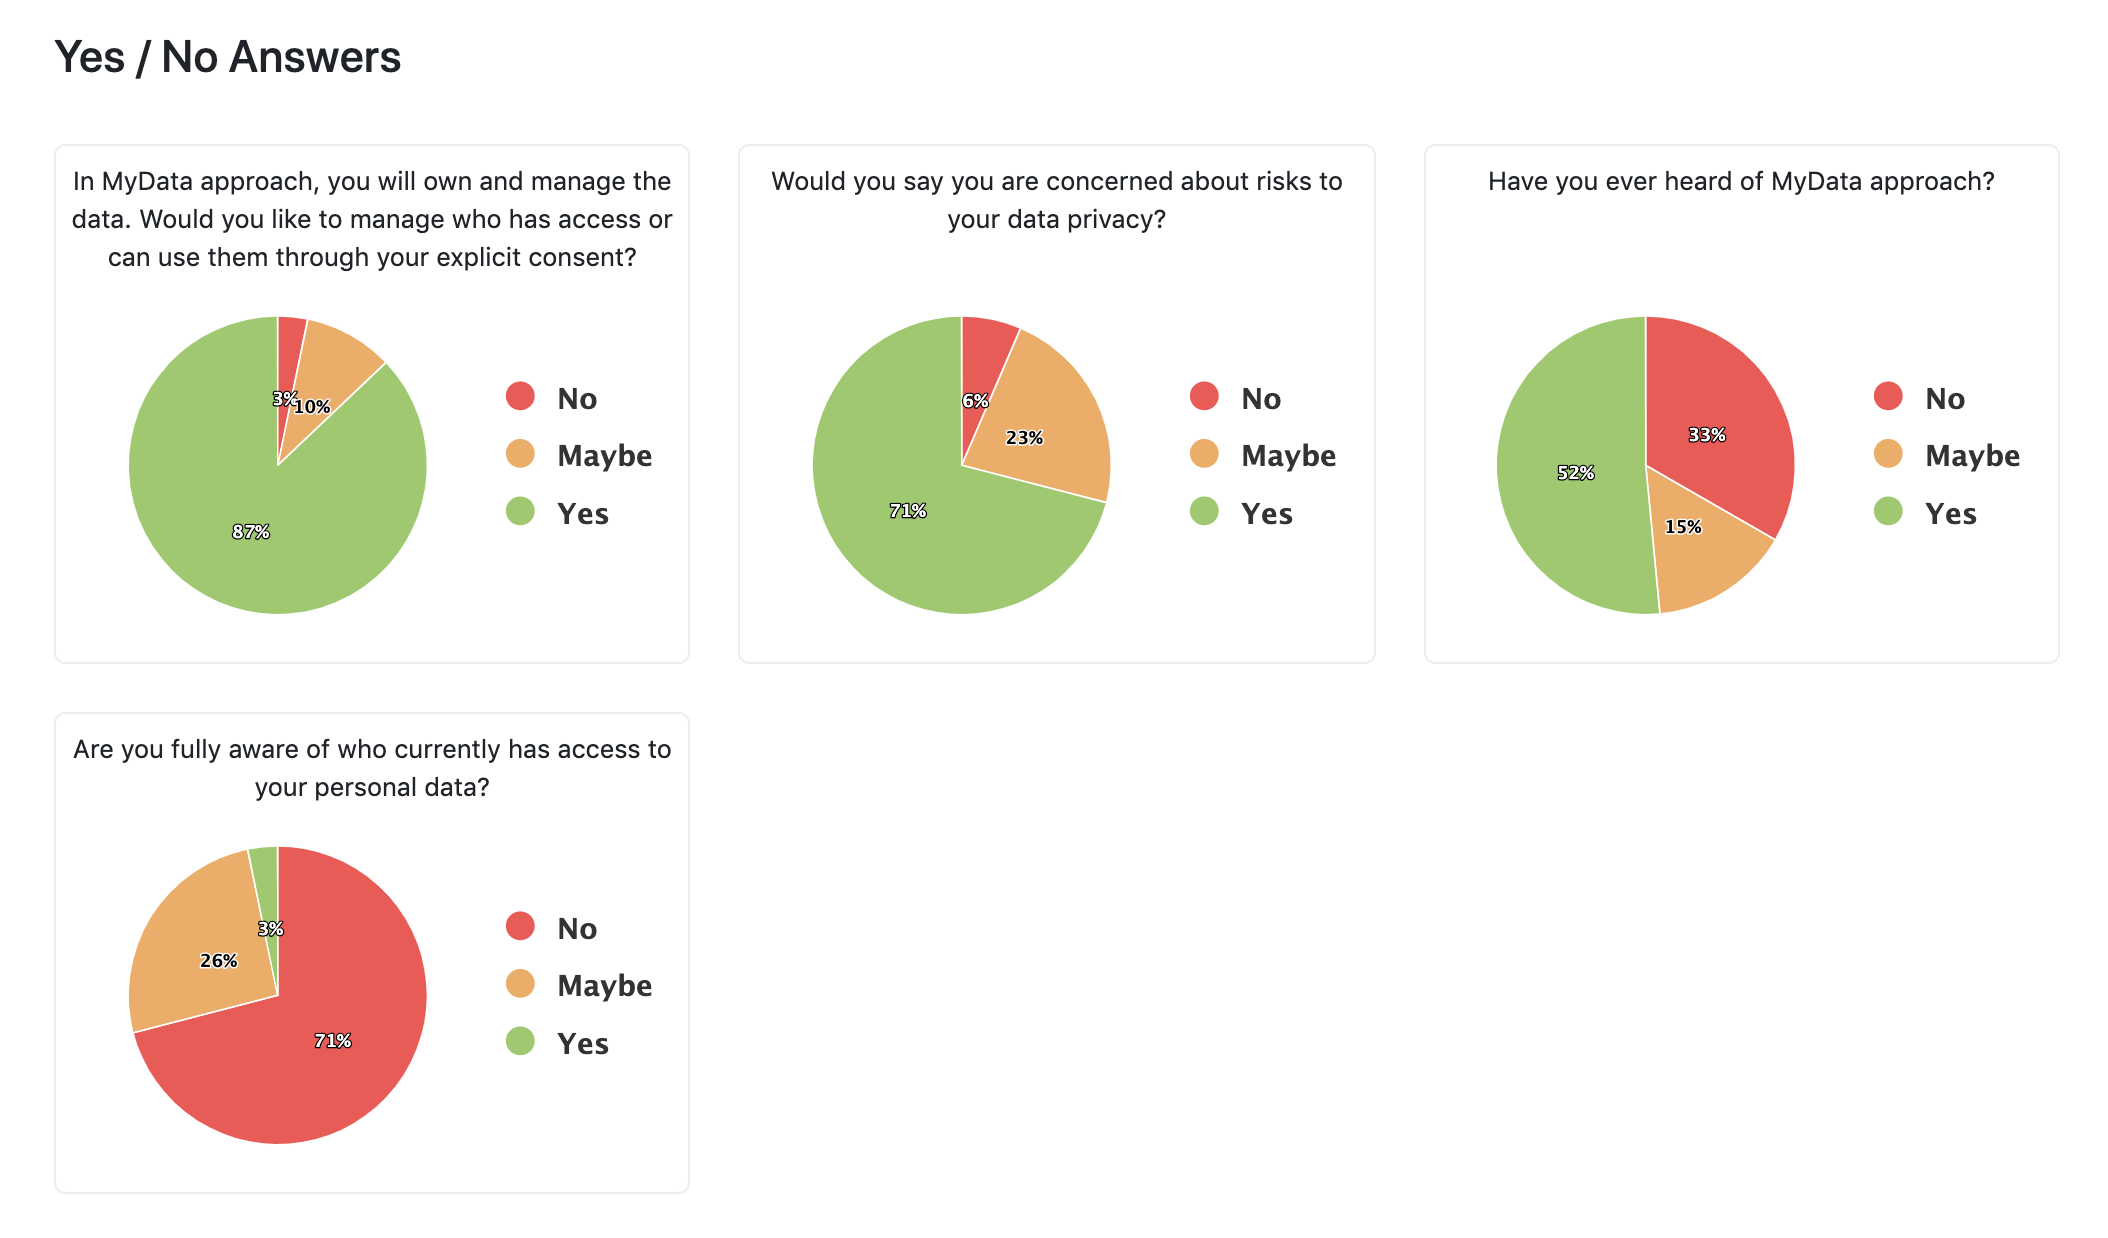 Yes / No Answers
In MyData approach, you will own and manage the
data. Would you like to manage who has access or
can use them through your explicit consent?
3%
10%
87%
No
Maybe
Yes
Would you say you are concerned about risks to
your data privacy?
6%
23%
71%
No
Maybe
Yes
Have you ever heard of MyData approach?
33%
52%
15%
No
Maybe
Yes
Are you fully aware of who currently has access to
your personal data?
3%
26%
71%
No
Maybe
Yes